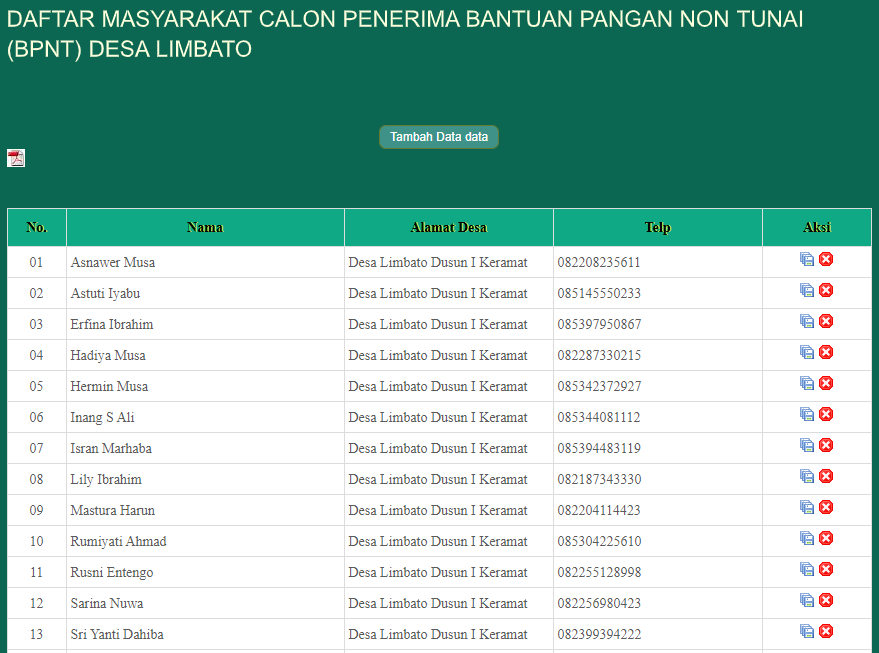 DAFTAR MASYARAKAT CALON PENERIMA BANTUAN PANGAN NON TUNAI
(BPNT) DESA LIMBATO
Tambah Data data
No. Nama Alamat Desa Telp Aksi
01 Asnawer Musa Desa Limbato Dusun I Keramat 082208235611
02 Astuti Iyabu Desa Limbato Dusun I Keramat 085145550233
03 Erfina Ibrahim Desa Limbato Dusun I Keramat 085397950867
04 Hadiya Musa Desa Limbato Dusun I Keramat 082287330215
05 Hermin Musa Desa Limbato Dusun I Keramat 085342372927
06 Inang S Ali Desa Limbato Dusun I Keramat 085344081112
07 Isran Marhaba Desa Limbato Dusun I Keramat 085394483119
08 Lily Ibrahim Desa Limbato Dusun I Keramat 082187343330
09 Mastura Harun Desa Limbato Dusun I Keramat 082204114423
10 Rumiyati Ahmad Desa Limbato Dusun I Keramat 085304225610
11 Rusni Entengo Desa Limbato Dusun I Keramat 082255128998
12 Sarina Nuwa Desa Limbato Dusun I Keramat 082256980423
13 Sri Yanti Dahiba Desa Limbato Dusun I Keramat 082399394222